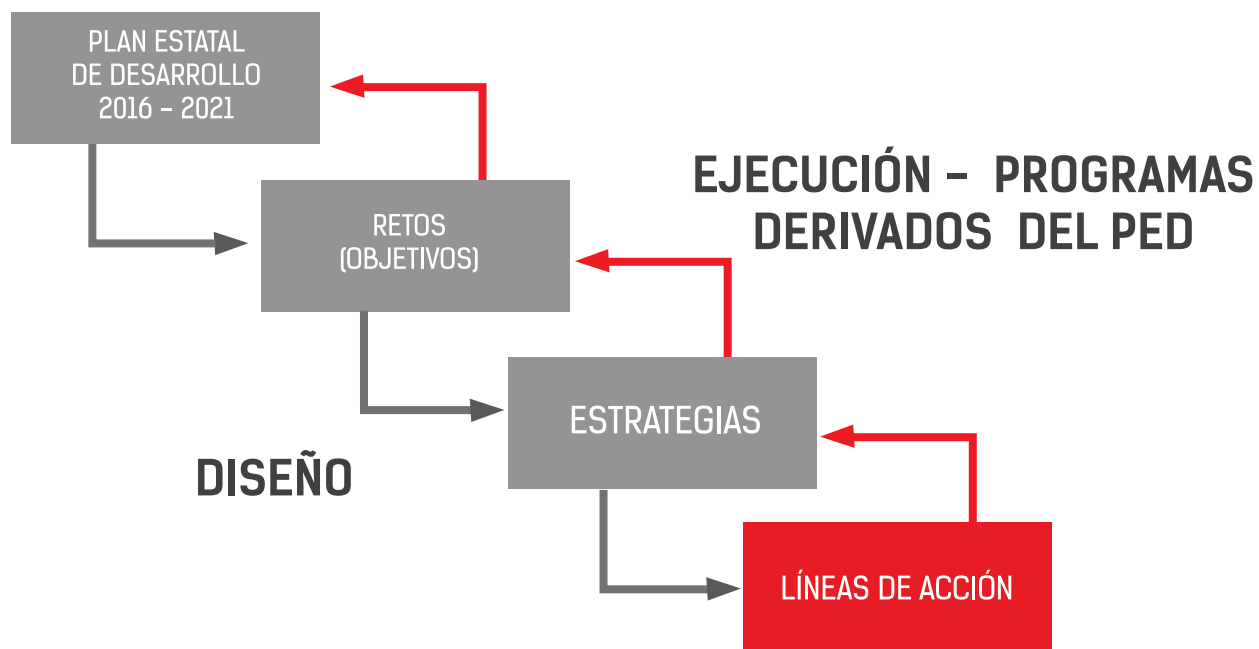 PLAN ESTATAL
DE DESARROLLO
2016 – 2021
EJECUCIÓN – PROGRAMAS
DERIVADOS DEL PED
RETOS
(OBJETIVOS)
ESTRATEGIAS
DISEÑO
LÍNEAS DE ACCIÓN